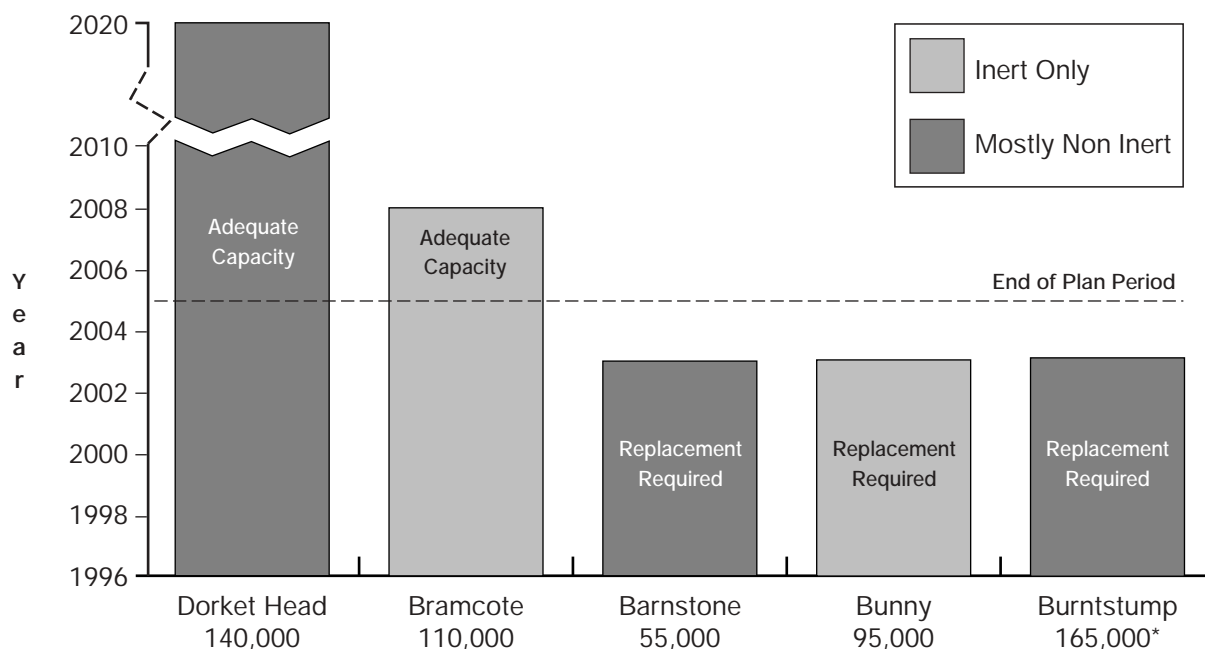 2020
2010
2008
2006
2004
2002
2000
1998
1996
Year
Inert Only
Mostly Non Inert
Adequate
Capacity
Adequate
Capacity
End of Plan Period
Replacement
Required
Replacement
Required
Replacement
Required
Dorket Head
140,000
Bramcote
110,000
Barnstone
55,000
Bunny
95,000
Burntstump
165,000*